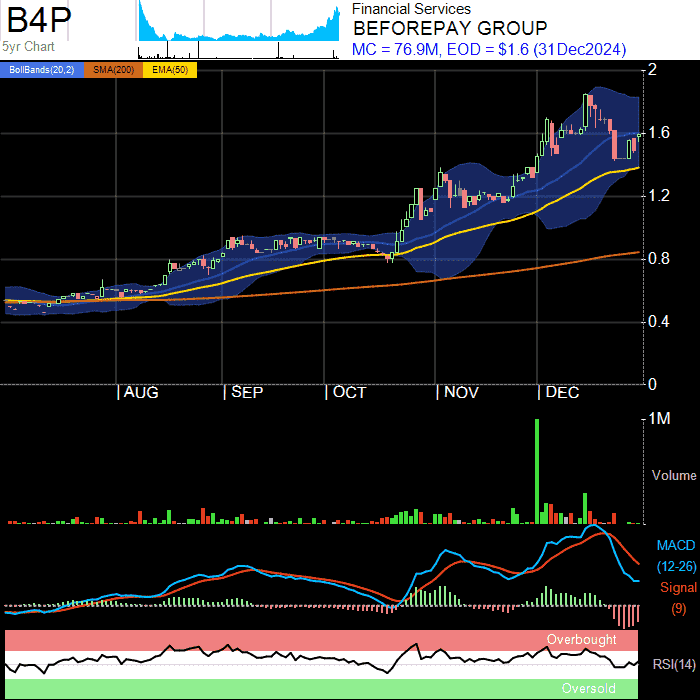 B4P
5yr Chart
Financial Services
BEFOREPAY GROUP
MC = 76.9M, EOD = $1.6 (31Dec2024)
BollBands(20,2) SMA(200) EMA(50)
2
1.6
1.2
0.8
0.4
0
AUG SEP OCT NOV DEC
1M
Volume
MACD
(12-26)
Signal
(9)
Overbought
RSI(14)
Oversold